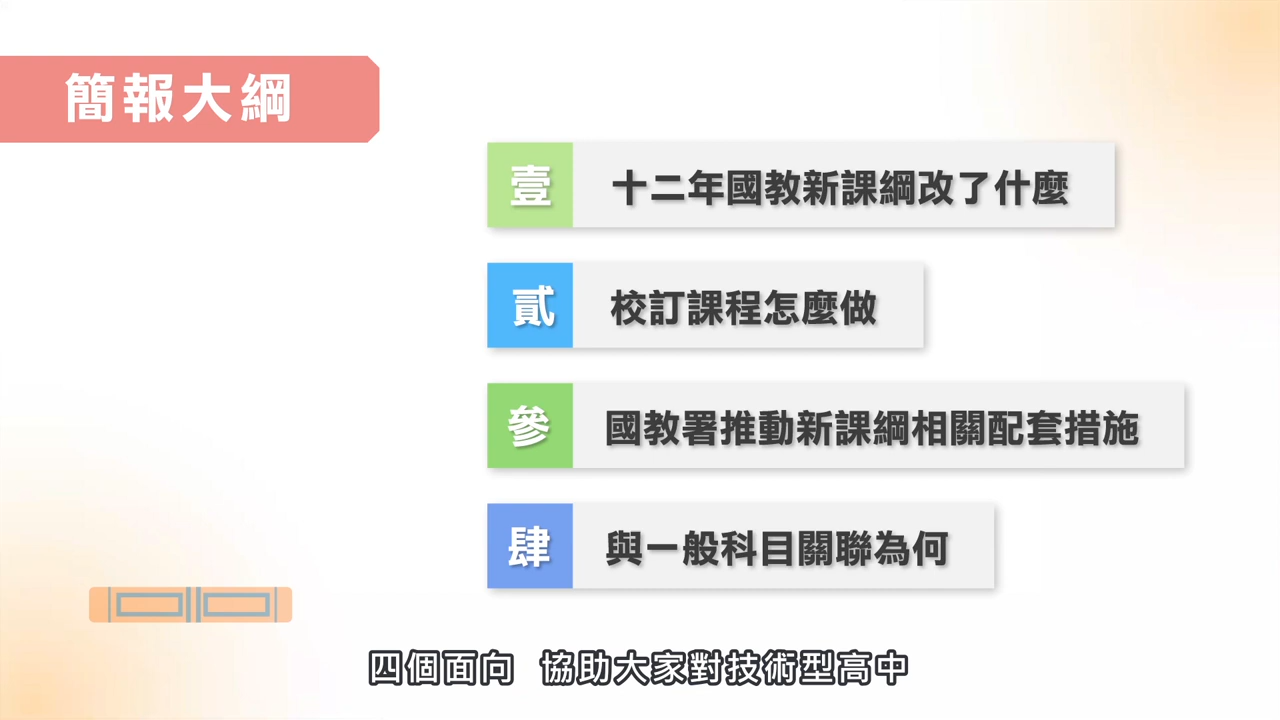 簡報大綱
壹 十二年國教新課綱改了什麼
貳 校訂課程怎麼做
參 國教署推動新課綱相關配套措施
肆 與一般科目關聯為何
四個面向 協助大家對技術型高中